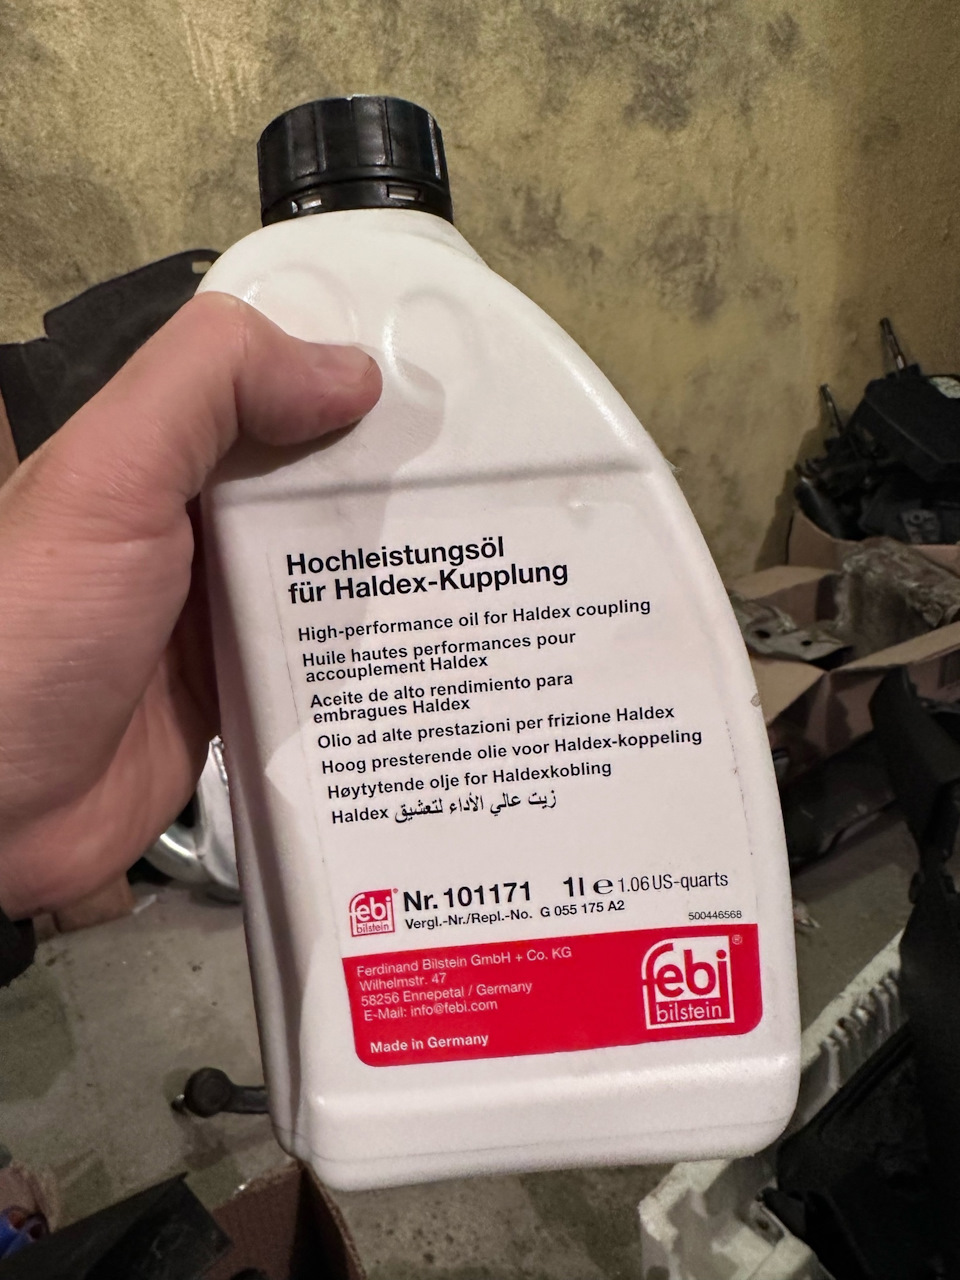 Hochleistungsöl
für Haldex-Kupplung
High-performance oil for Haldex coupling
Huile hautes performances pour
accouplement Haldex
Aceite de alto rendimiento para
embragues Haldex
Olio ad alte prestazioni per frizione Haldex
Hoog presterende olie voor Haldex-koppeling
Høytytende olje for Haldexkobling
زيت عالي الأداء لتعشيق Haldex
febi® bilstein Nr. 101171 1l ℮ 1.06 US-quarts
Vergl.-Nr./Repl.-No. G 055 175 A2
500446568
Ferdinand Bilstein GmbH + Co. KG
Wilhelmstr. 47
58256 Ennepetal / Germany
E-Mail: info@febi.com
Made in Germany
febi®
bilstein